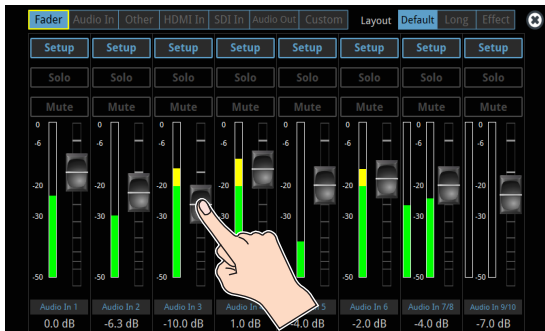 Fader Audio In Other HDMI In SDI In Audio Out Custom Layout Default Long Effect
Setup Setup Setup Setup Setup Setup Setup Setup
Solo Solo Solo Solo Solo Solo Solo Solo
Mute Mute Mute Mute Mute Mute Mute Mute
0 0 0 0 0 0 0 0
-6 -6 -6 -6 -6 -6 -6 -6
-20 -20 -20 -20 -20 -20 -20 -20
-30 -30 -30 -30 -30 -30 -30
-50 -50 -50 -50 -50 -50 -50
Audio In 1 Audio In 2 Audio In 3 Audio In 5 Audio In 6 Audio In 7/8 Audio In 9/10
0.0 dB -6.3 dB -10.0 dB 1.0 dB -4.0 dB -2.0 dB -4.0 dB -7.0 dB